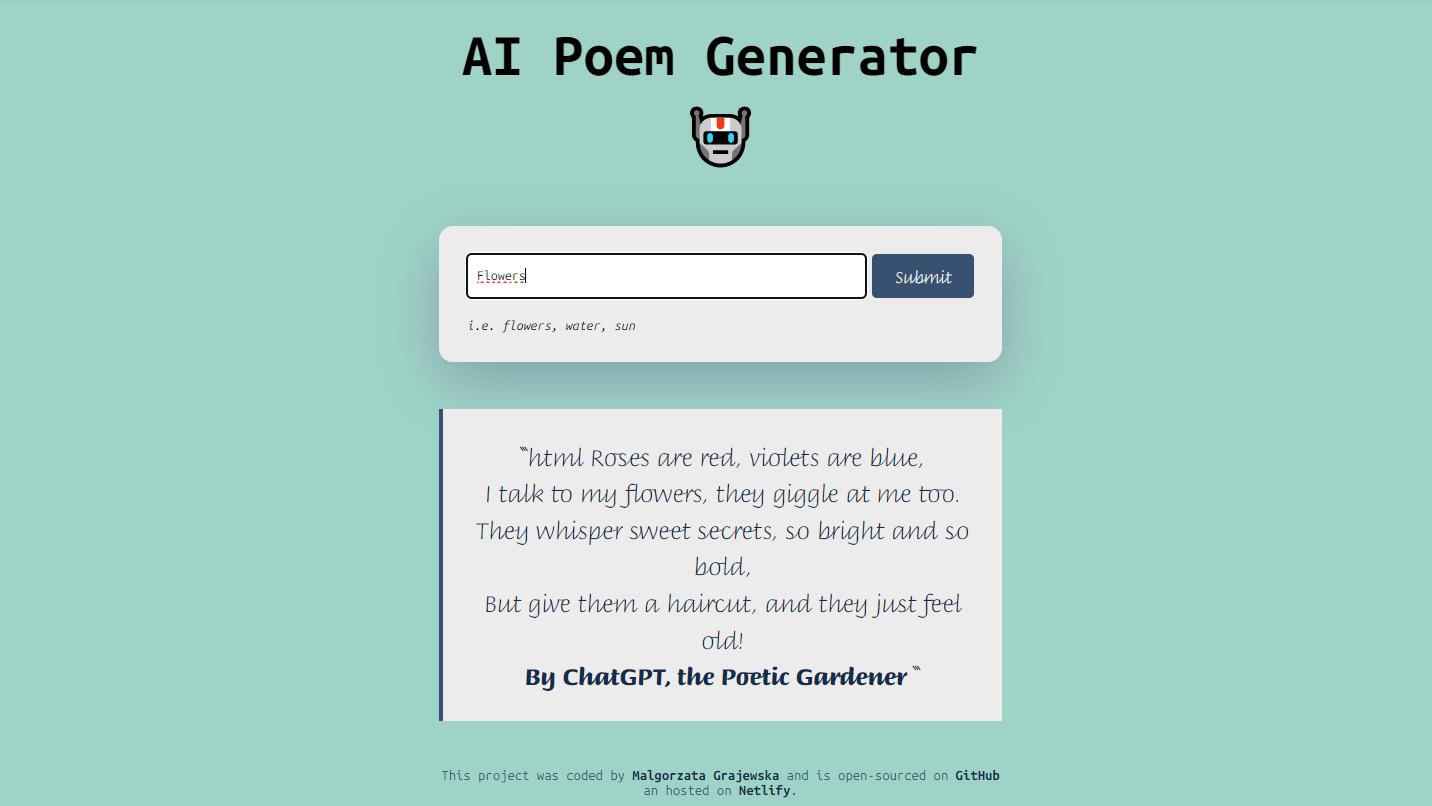 AI Poem Generator
Flowers
Submit
i.e. flowers, water, sun
```html Roses are red, violets are blue,
I talk to my flowers, they giggle at me too.
They whisper sweet secrets, so bright and so
bold,
But give them a haircut, and they just feel
old!
By ChatGPT, the Poetic Gardener ```
This project was coded by Malgorzata Grajewska and is open-sourced on GitHub
an hosted on Netlify.